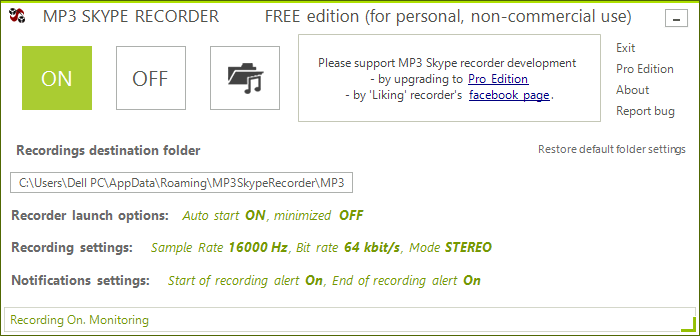 MP3 SKYPE RECORDER FREE edition (for personal, non-commercial use)
ON OFF
Please support MP3 Skype recorder development
- by upgrading to Pro Edition
- by 'Liking' recorder's facebook page.
Exit
Pro Edition
About
Report bug
Recordings destination folder Restore default folder settings
C:\Users\Dell PC\AppData\Roaming\MP3SkypeRecorder\MP3
Recorder launch options: Auto start ON, minimized OFF
Recording settings: Sample Rate 16000 Hz, Bit rate 64 kbit/s, Mode STEREO
Notifications settings: Start of recording alert On, End of recording alert On
Recording On. Monitoring